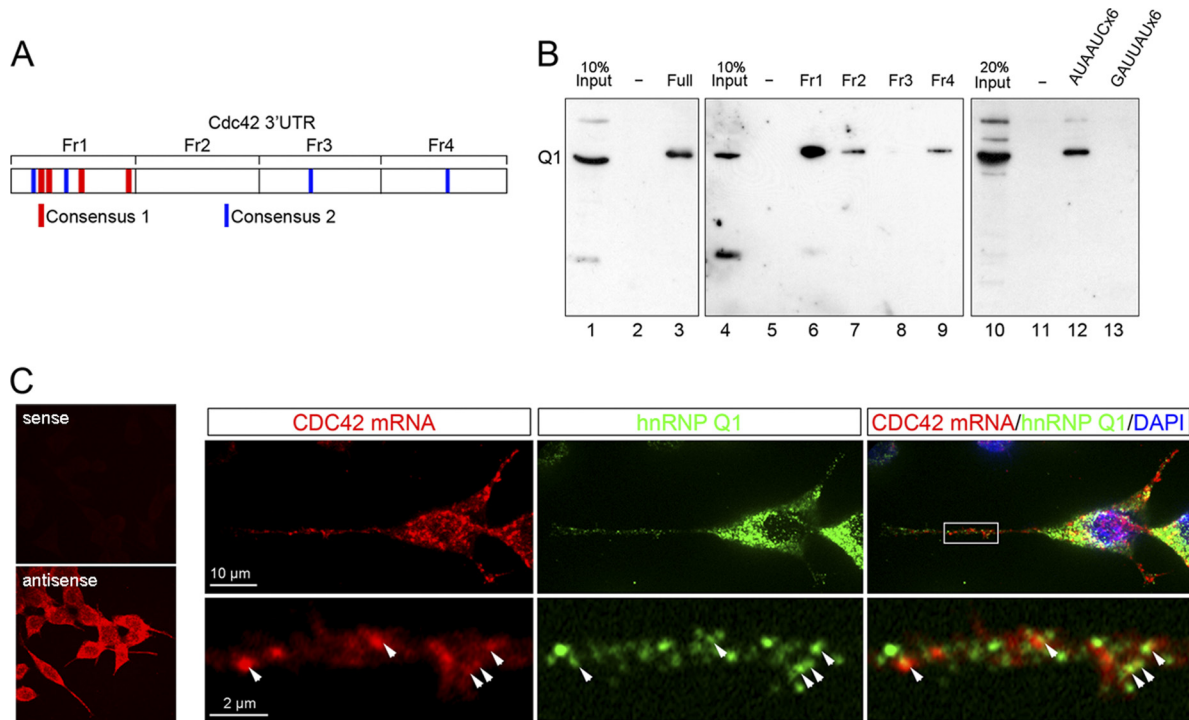 A
Cdc42 3'UTR
Fr1 Fr2 Fr3 Fr4
Consensus 1 Consensus 2
B
10% Input – Full 10% Input – Fr1 Fr2 Fr3 Fr4 20% Input – AUAAUCx6 GAUUAUx6
Q1
1 2 3 4 5 6 7 8 9 10 11 12 13
C
sense
antisense
CDC42 mRNA hnRNP Q1 CDC42 mRNA/hnRNP Q1/DAPI
10 µm
2 µm